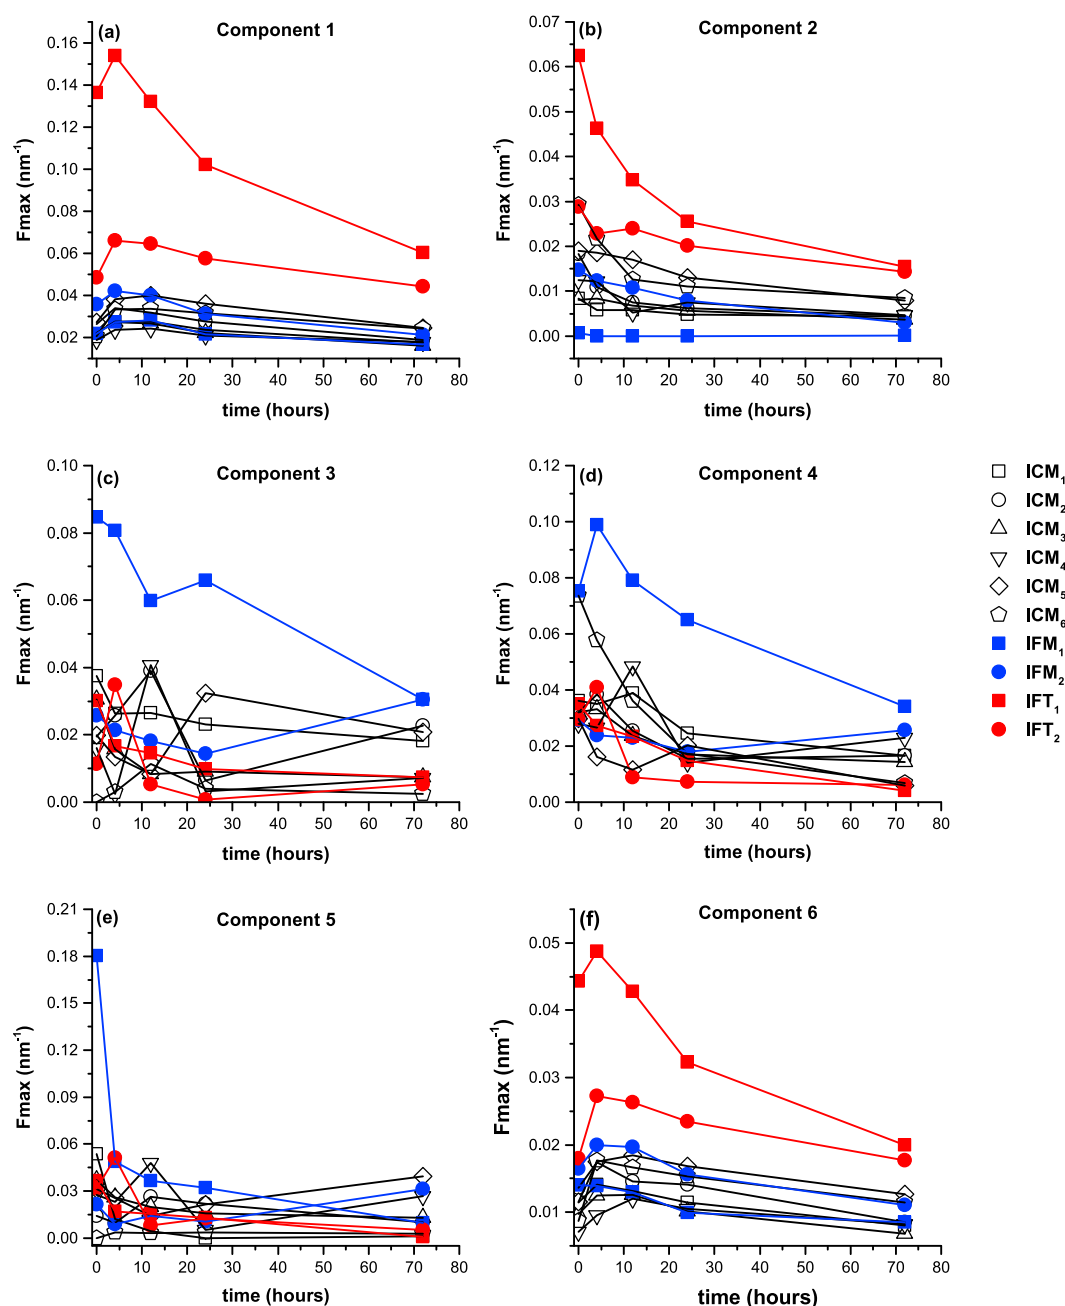 (a) Component 1
0.16
0.14
0.12
0.10
0.08
0.06
0.04
0.02
Fmax (nm⁻¹)
0 10 20 30 40 50 60 70 80
time (hours)
(b) Component 2
0.07
0.06
0.05
0.04
0.03
0.02
0.01
0.00
Fmax (nm⁻¹)
0 10 20 30 40 50 60 70 80
time (hours)
(c) Component 3
0.10
0.08
0.06
0.04
0.02
0.00
Fmax (nm⁻¹)
0 10 20 30 40 50 60 70 80
time (hours)
(d) Component 4
0.12
0.10
0.08
0.06
0.04
0.02
0.00
Fmax (nm⁻¹)
0 10 20 30 40 50 60 70 80
time (hours)
ICM₁
ICM₂
ICM₃
ICM₄
ICM₅
ICM₆
IFM₁
IFM₂
IFT₁
IFT₂
(e) Component 5
0.21
0.18
0.15
0.12
0.09
0.06
0.03
0.00
Fmax (nm⁻¹)
0 10 20 30 40 50 60 70 80
time (hours)
(f) Component 6
0.05
0.04
0.03
0.02
0.01
Fmax (nm⁻¹)
0 10 20 30 40 50 60 70 80
time (hours)